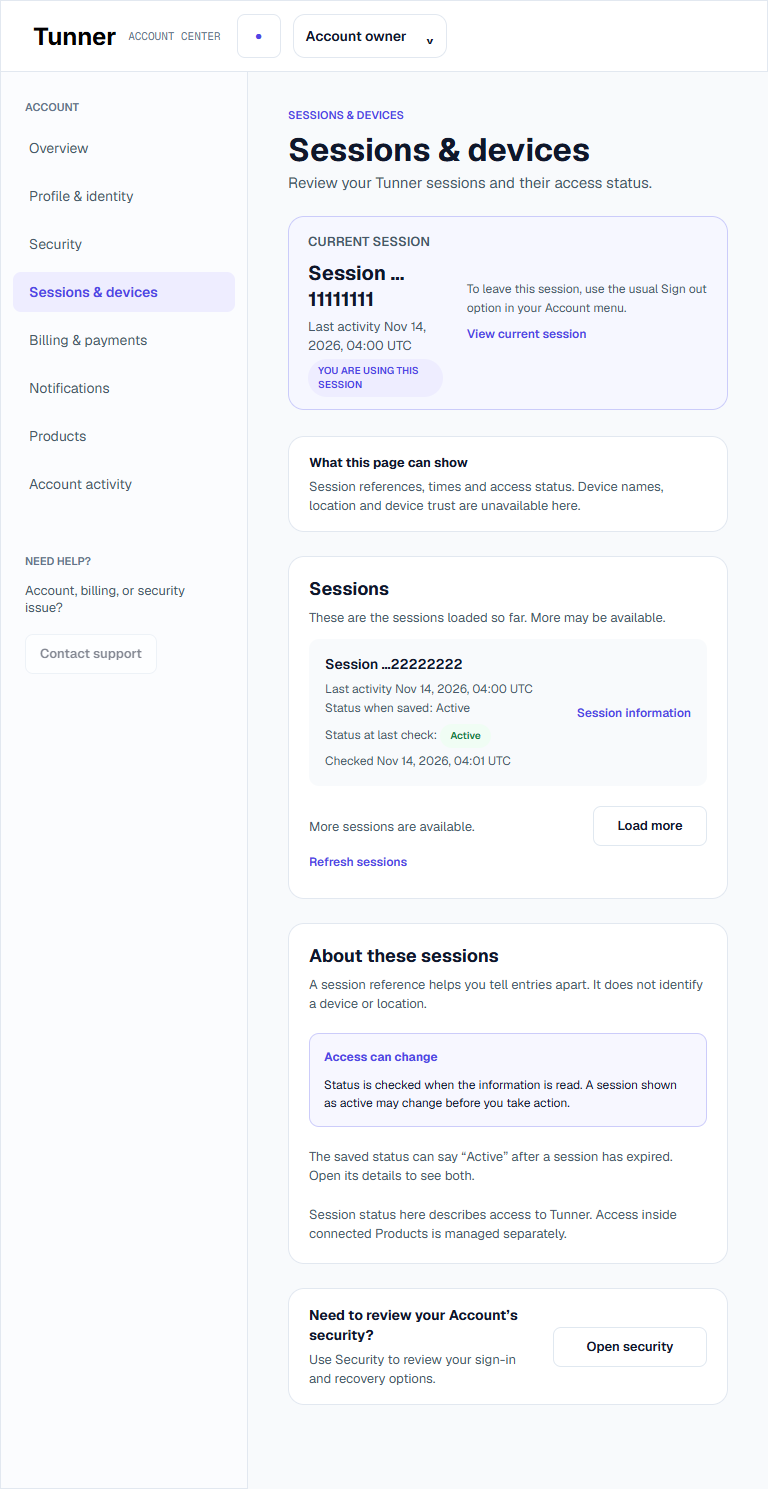 Tunner
ACCOUNT CENTER
Account owner
v
ACCOUNT
Overview
Profile & identity
Security
Sessions & devices
Billing & payments
Notifications
Products
Account activity
NEED HELP?
Account, billing, or security
issue?
Contact support
SESSIONS & DEVICES
Sessions & devices
Review your Tunner sessions and their access status.
CURRENT SESSION
Session …
11111111
Last activity Nov 14,
2026, 04:00 UTC
YOU ARE USING THIS
SESSION
To leave this session, use the usual Sign out
option in your Account menu.
View current session
What this page can show
Session references, times and access status. Device names,
location and device trust are unavailable here.
Sessions
These are the sessions loaded so far. More may be available.
Session …22222222
Last activity Nov 14, 2026, 04:00 UTC
Status when saved: Active
Status at last check: Active
Checked Nov 14, 2026, 04:01 UTC
Session information
More sessions are available.
Load more
Refresh sessions
About these sessions
A session reference helps you tell entries apart. It does not identify
a device or location.
Access can change
Status is checked when the information is read. A session shown
as active may change before you take action.
The saved status can say “Active” after a session has expired.
Open its details to see both.
Session status here describes access to Tunner. Access inside
connected Products is managed separately.
Need to review your Account’s
security?
Use Security to review your sign-in
and recovery options.
Open security